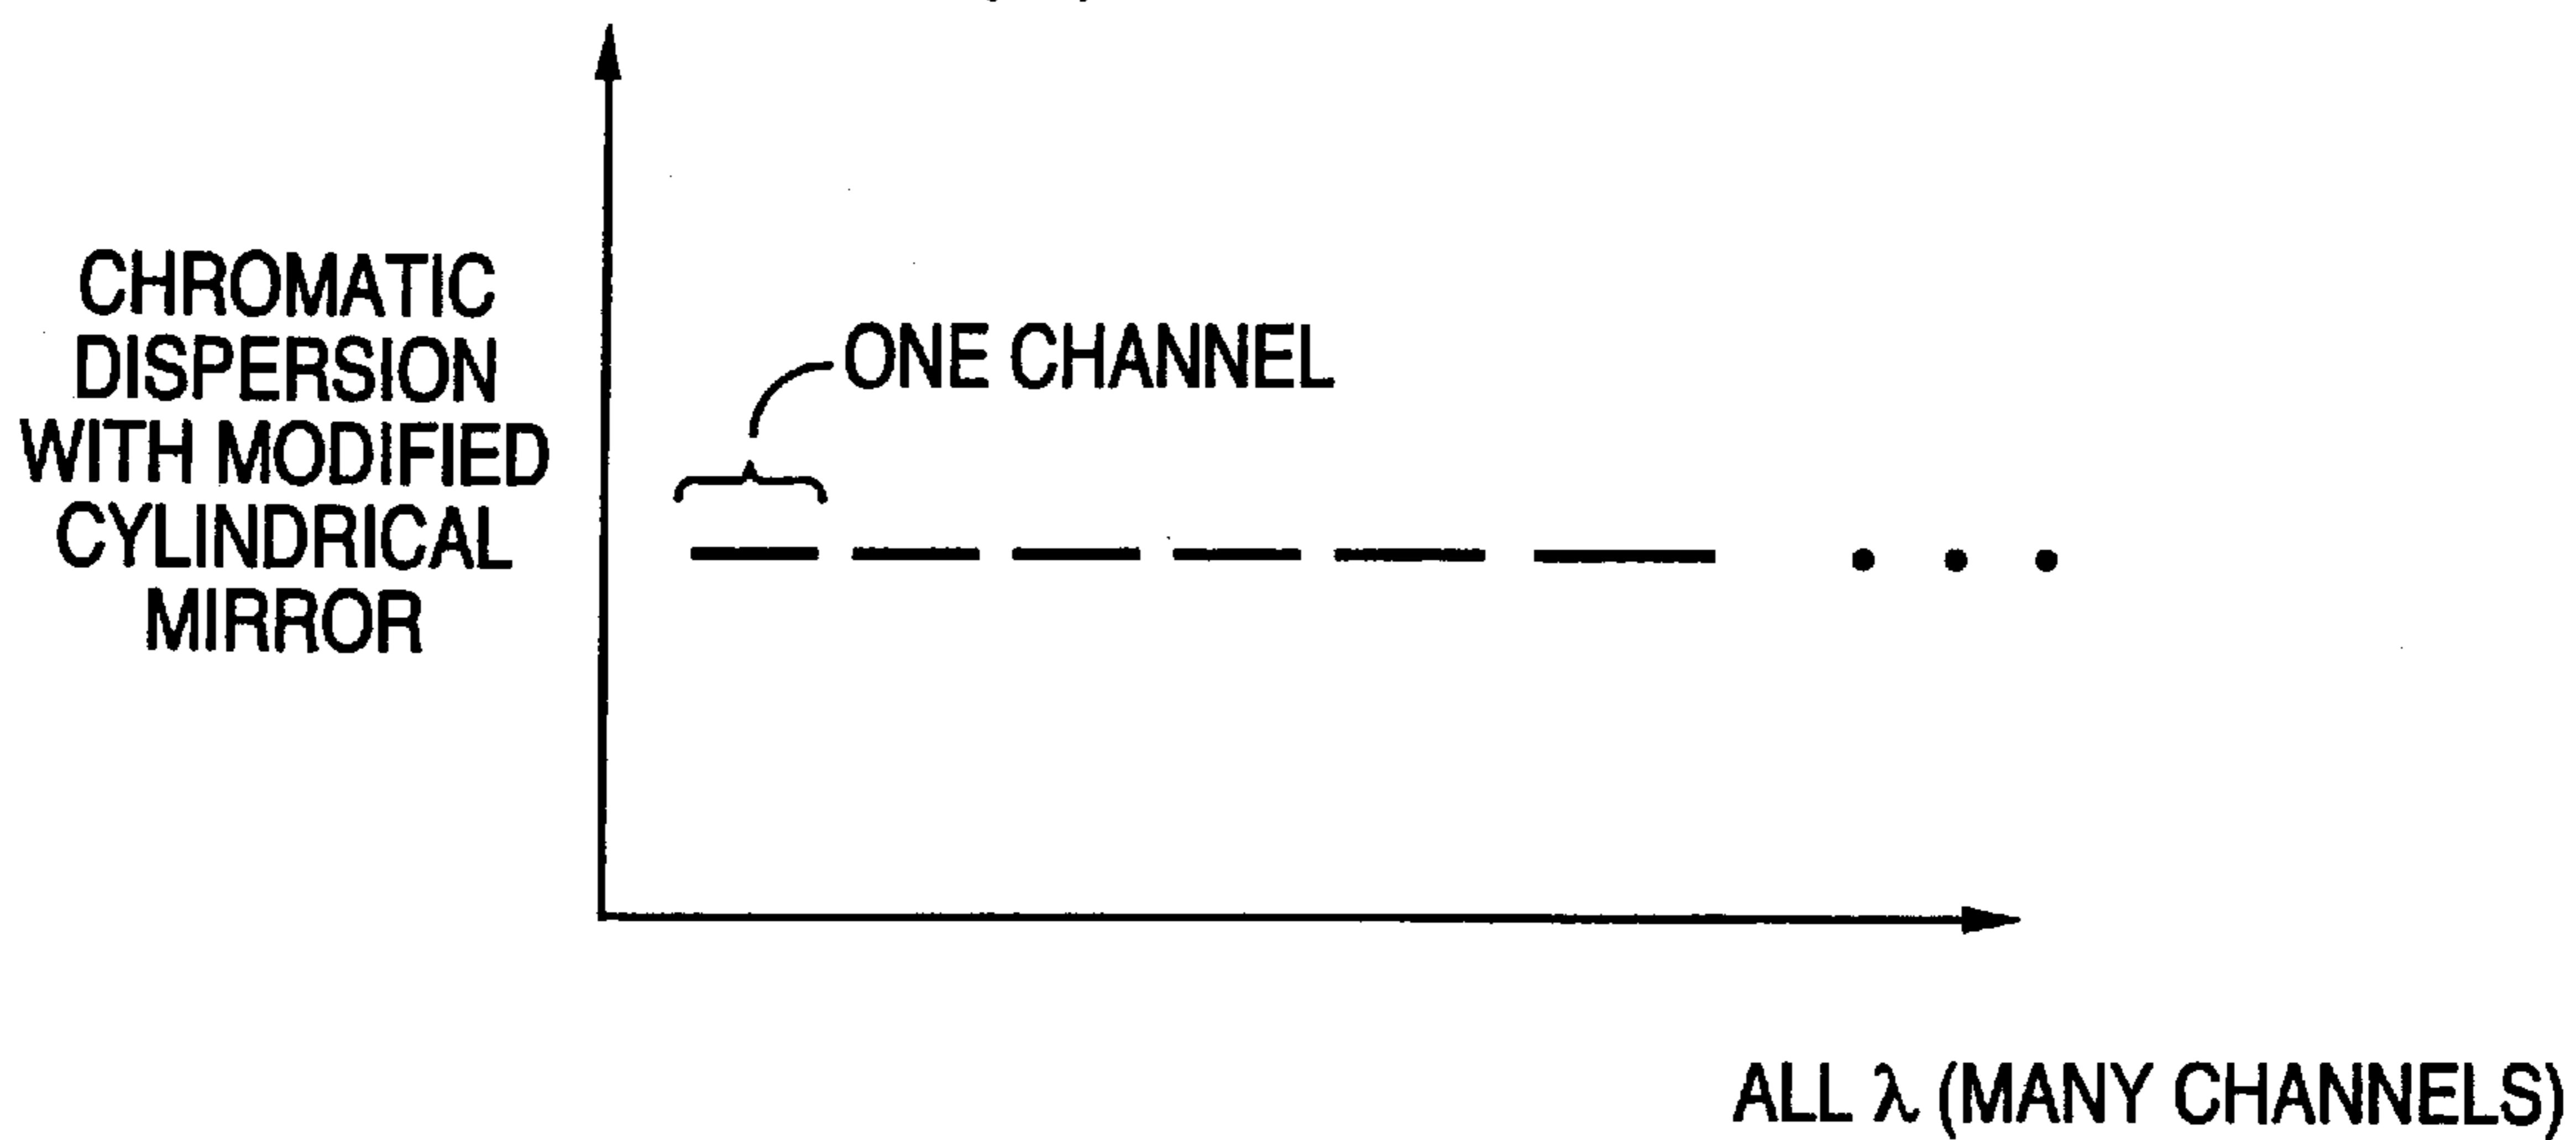 CHROMATIC
DISPERSION
WITH MODIFIED
CYLINDRICAL
MIRROR
ONE CHANNEL
ALL λ (MANY CHANNELS)